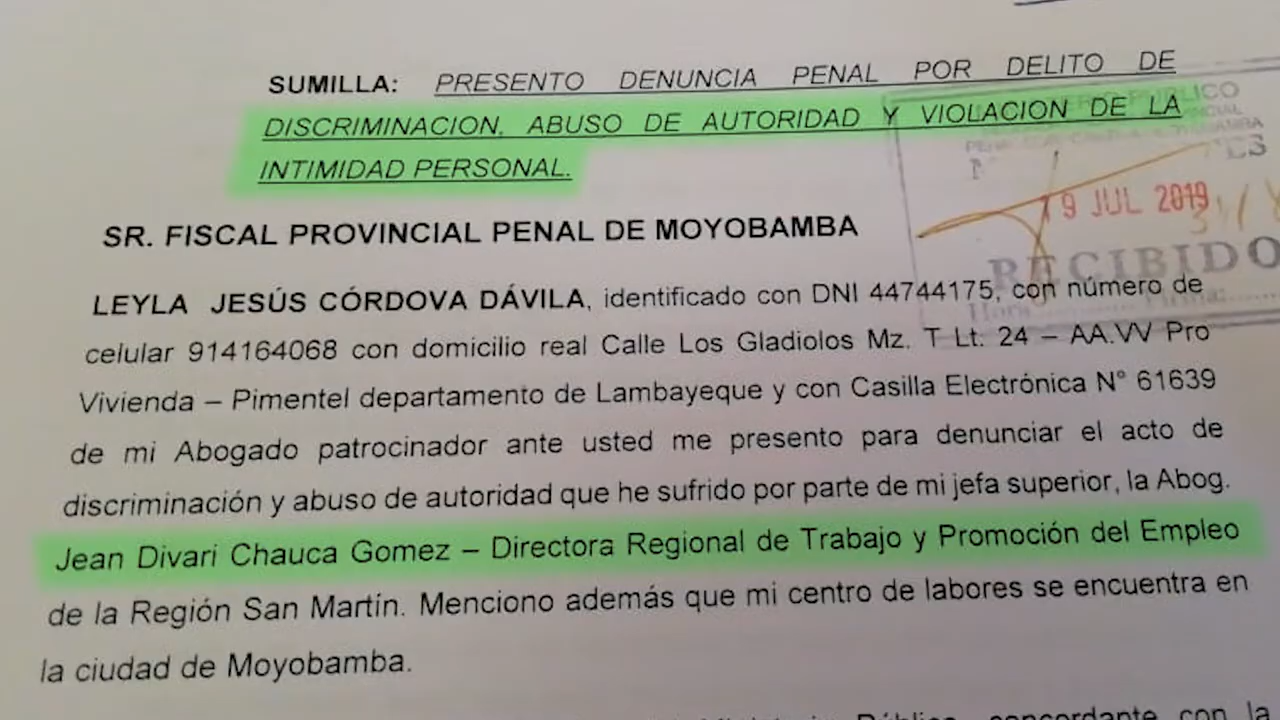 SUMILLA: PRESENTO DENUNCIA PENAL POR DELITO DE
DISCRIMINACION, ABUSO DE AUTORIDAD Y VIOLACION DE LA
INTIMIDAD PERSONAL.
9 JUL 2019
RECIBIDO
SR. FISCAL PROVINCIAL PENAL DE MOYOBAMBA
LEYLA JESÚS CÓRDOVA DÁVILA, identificado con DNI 44744175, con número de
celular 914164068 con domicilio real Calle Los Gladiolos Mz. T Lt. 24 – AA.VV Pro
Vivienda – Pimentel departamento de Lambayeque y con Casilla Electrónica N° 61639
de mi Abogado patrocinador ante usted me presento para denunciar el acto de
discriminación y abuso de autoridad que he sufrido por parte de mi jefa superior, la Abog.
Jean Divari Chauca Gomez – Directora Regional de Trabajo y Promoción del Empleo
de la Región San Martín. Menciono además que mi centro de labores se encuentra en
la ciudad de Moyobamba.
Público, concordante con la